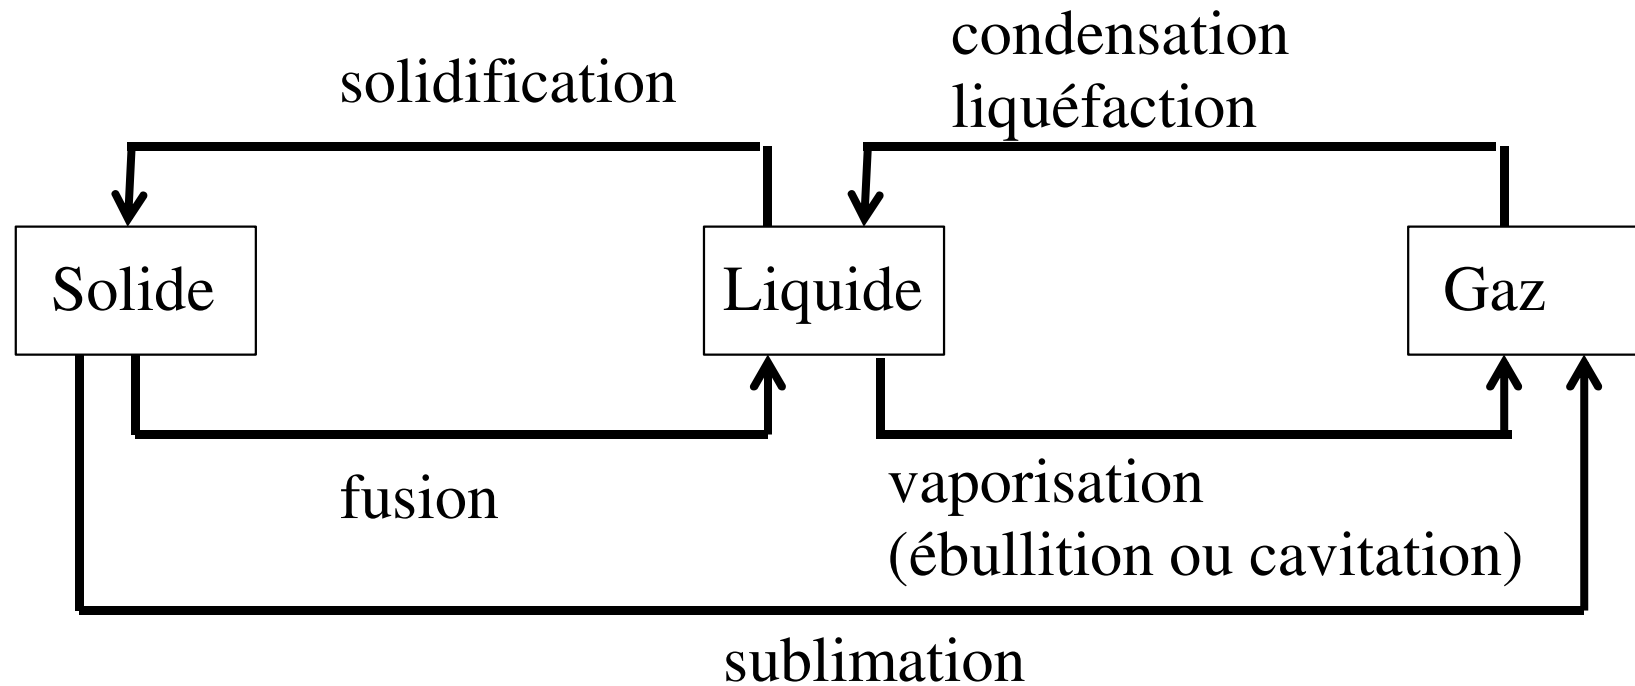 condensation
solidification
liquéfaction
Solide
Liquide
Gaz
fusion
vaporisation
(ébullition ou cavitation)
sublimation